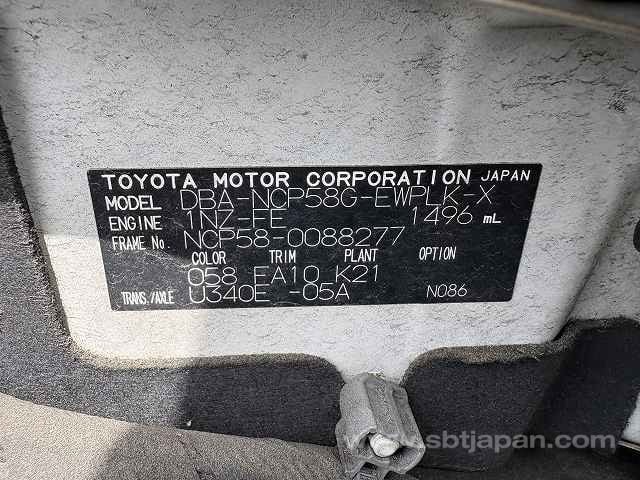 TOYOTA MOTOR CORPORATION JAPAN
MODEL DBA-NCP58G-EWPLK-X
ENGINE 1NZ-FE 1496 mL
FRAME No. NCP58-0088277
COLOR TRIM PLANT OPTION
058 FA10 K21
TRANS./AXLE U340E -05A N086
www.sbtjapan.com